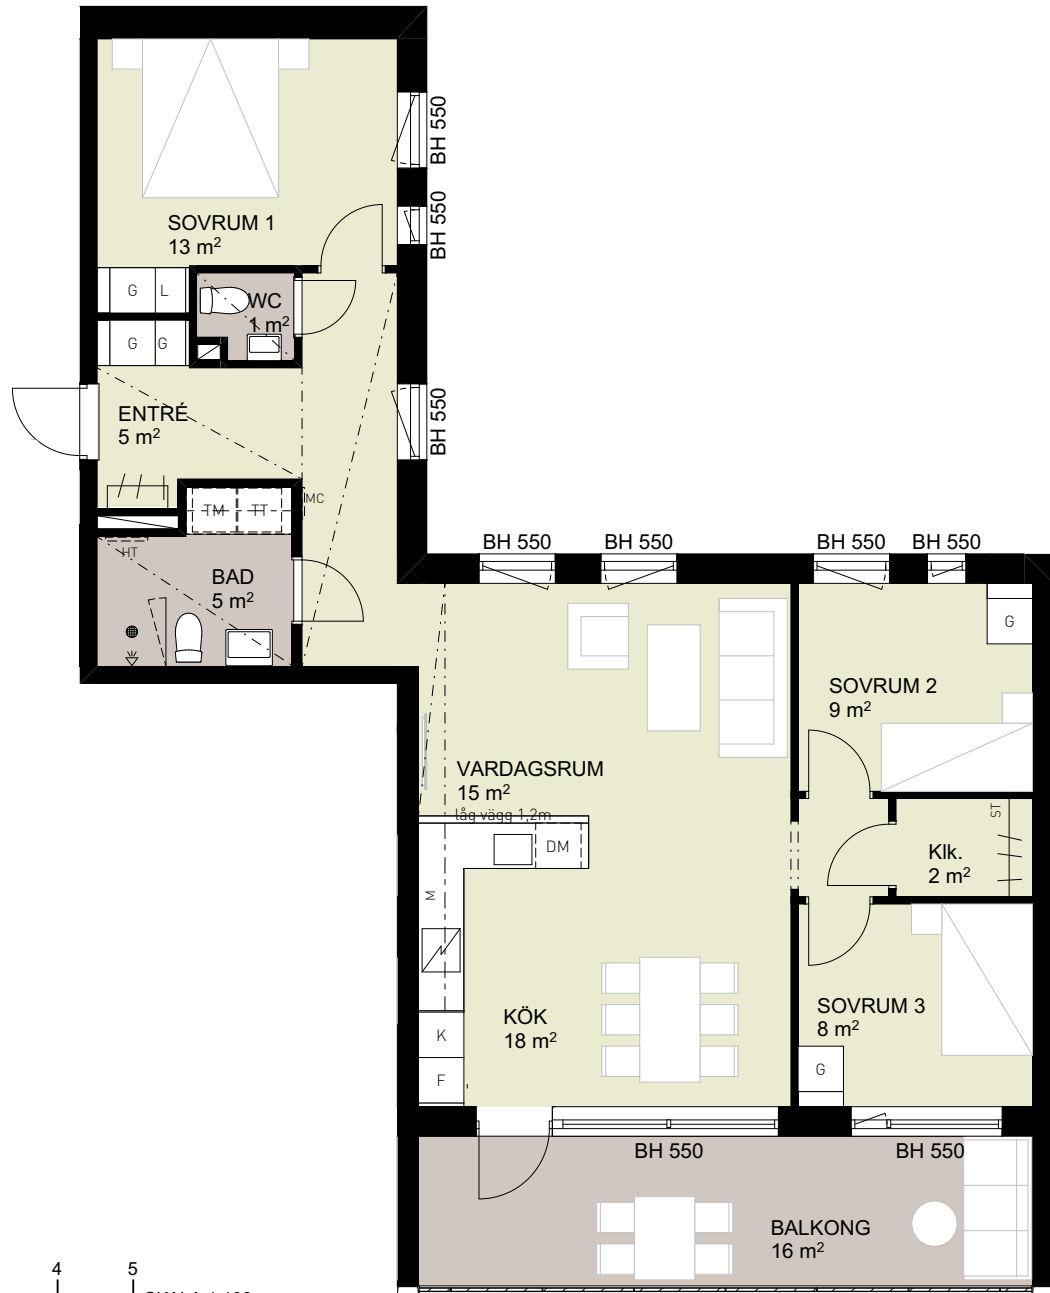 BH 550
BH 550
SOVRUM 1
13 m²
G L
WC
1 m²
G G
BH 550
ENTRÉ
5 m²
MC
TM TT
HT
BAD
5 m²
BH 550 BH 550 BH 550 BH 550
G
SOVRUM 2
9 m²
VARDAGSRUM
15 m²
låg vägg 1,2m
DM
ST
Klk.
2 m²
M
SOVRUM 3
8 m²
KÖK
18 m²
K
G
F
BH 550 BH 550
BALKONG
16 m²
4 5